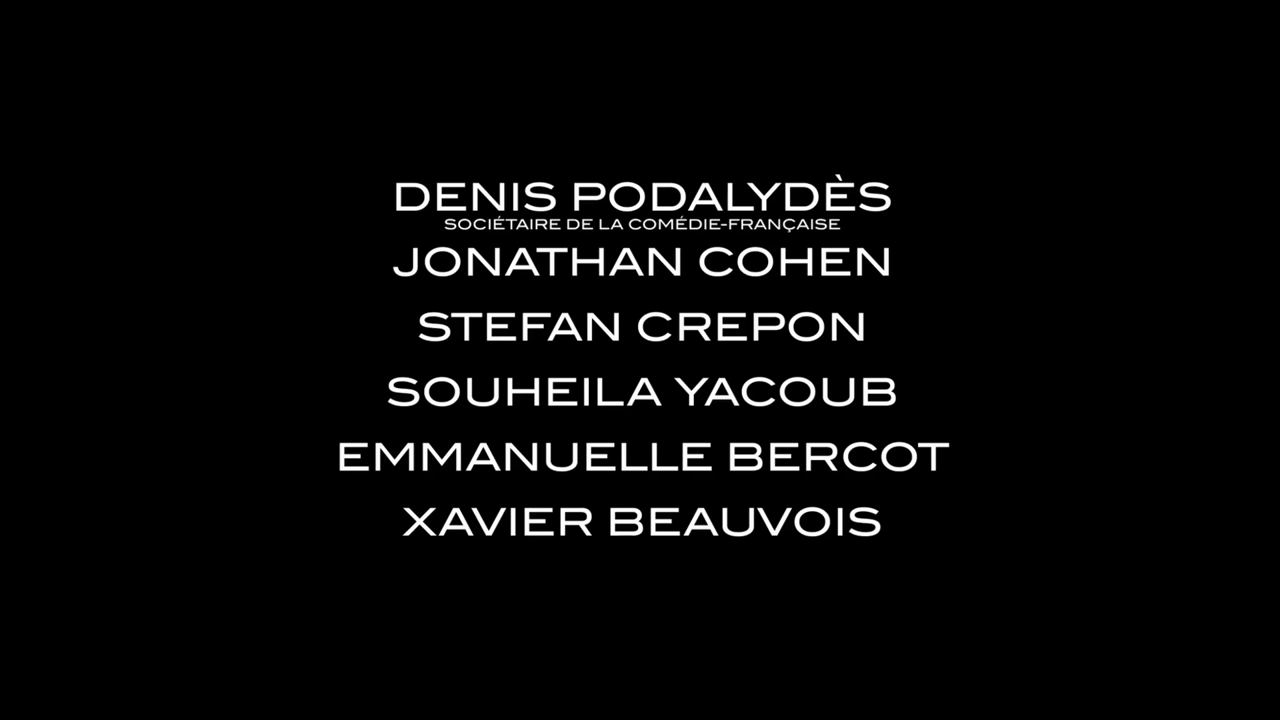 DENIS PODALYDÈS
SOCIÉTAIRE DE LA COMÉDIE-FRANÇAISE
JONATHAN COHEN
STEFAN CREPON
SOUHEILA YACOUB
EMMANUELLE BERCOT
XAVIER BEAUVOIS